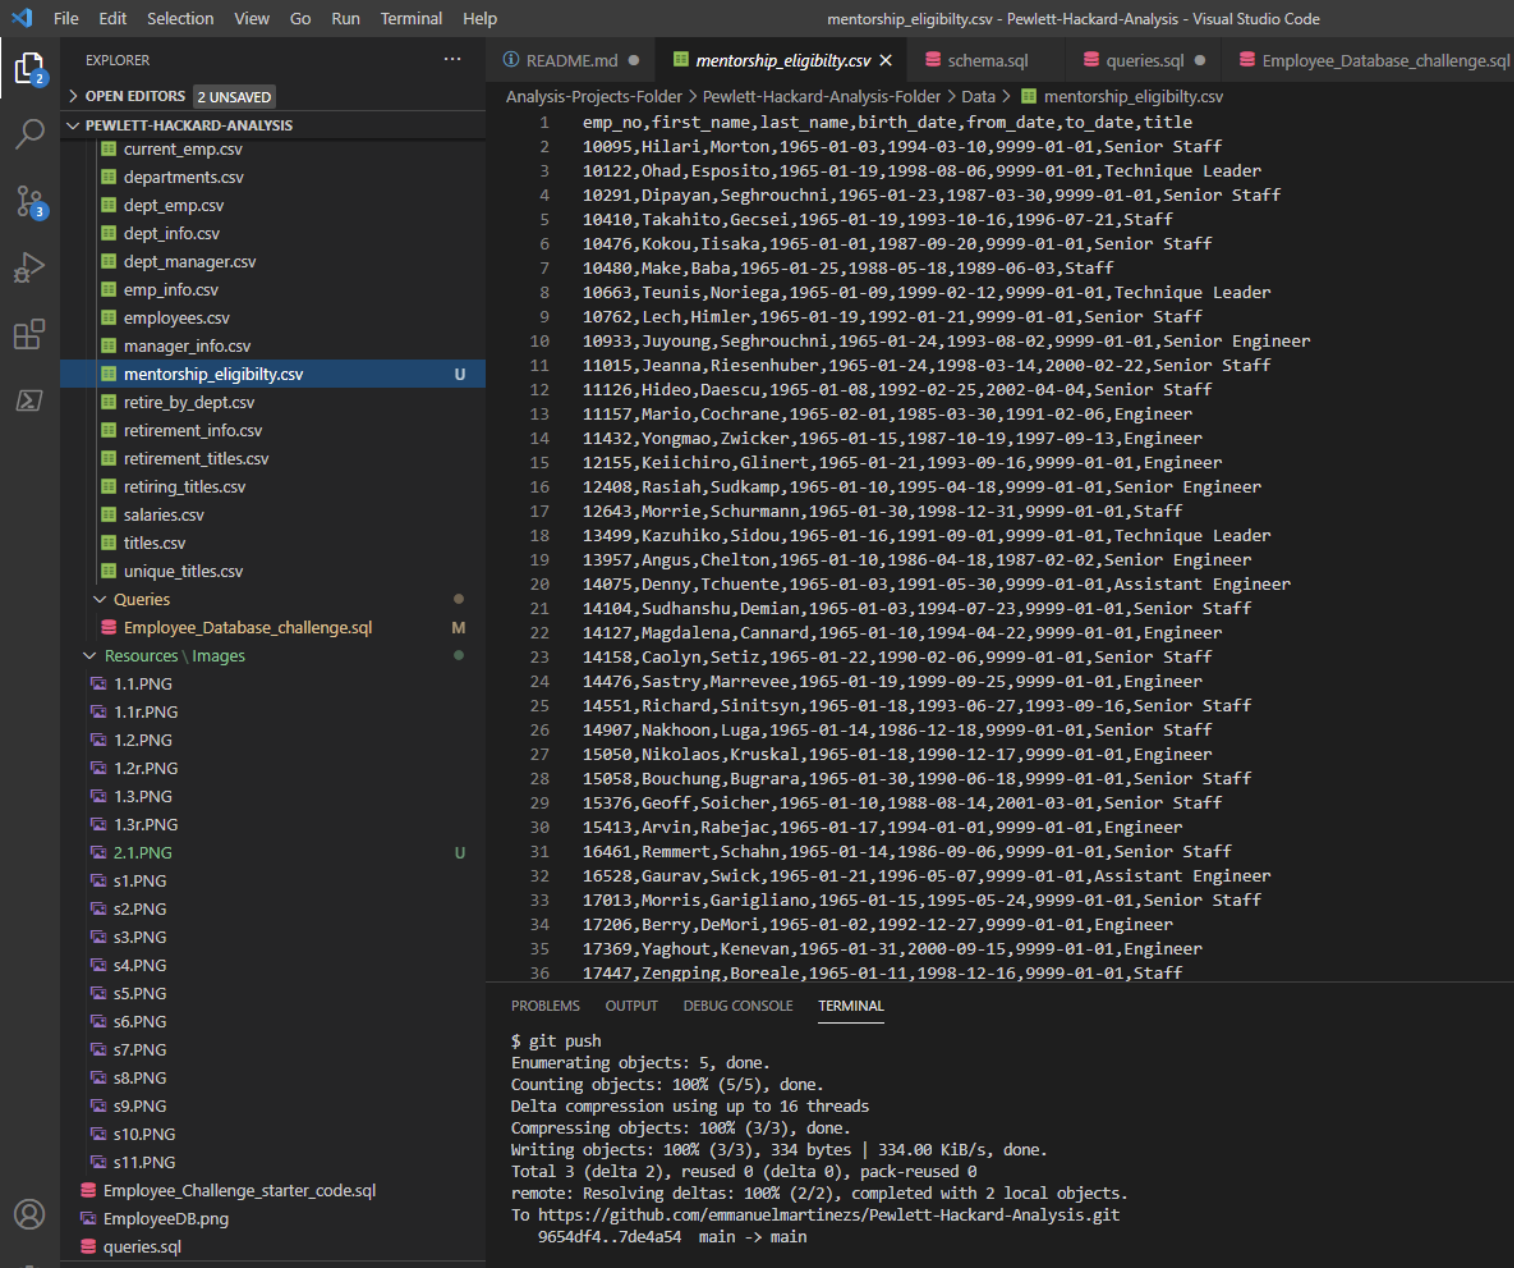 File Edit Selection View Go Run Terminal Help
mentorship_eligibilty.csv - Pewlett-Hackard-Analysis - Visual Studio Code
2
3
EXPLORER ···
OPEN EDITORS 2 UNSAVED
PEWLETT-HACKARD-ANALYSIS
current_emp.csv
departments.csv
dept_emp.csv
dept_info.csv
dept_manager.csv
emp_info.csv
employees.csv
manager_info.csv
mentorship_eligibilty.csv U
retire_by_dept.csv
retirement_info.csv
retirement_titles.csv
retiring_titles.csv
salaries.csv
titles.csv
unique_titles.csv
Queries
Employee_Database_challenge.sql M
Resources \ Images
1.1.PNG
1.1r.PNG
1.2.PNG
1.2r.PNG
1.3.PNG
1.3r.PNG
2.1.PNG U
s1.PNG
s2.PNG
s3.PNG
s4.PNG
s5.PNG
s6.PNG
s7.PNG
s8.PNG
s9.PNG
s10.PNG
s11.PNG
Employee_Challenge_starter_code.sql
EmployeeDB.png
queries.sql
README.md mentorship_eligibilty.csv schema.sql queries.sql Employee_Database_challenge.sql
Analysis-Projects-Folder > Pewlett-Hackard-Analysis-Folder > Data > mentorship_eligibilty.csv
1 emp_no,first_name,last_name,birth_date,from_date,to_date,title
2 10095,Hilari,Morton,1965-01-03,1994-03-10,9999-01-01,Senior Staff
3 10122,Ohad,Esposito,1965-01-19,1998-08-06,9999-01-01,Technique Leader
4 10291,Dipayan,Seghrouchni,1965-01-23,1987-03-30,9999-01-01,Senior Staff
5 10410,Takahito,Gecsei,1965-01-19,1993-10-16,1996-07-21,Staff
6 10476,Kokou,Iisaka,1965-01-01,1987-09-20,9999-01-01,Senior Staff
7 10480,Make,Baba,1965-01-25,1988-05-18,1989-06-03,Staff
8 10663,Teunis,Noriega,1965-01-09,1999-02-12,9999-01-01,Technique Leader
9 10762,Lech,Himler,1965-01-19,1992-01-21,9999-01-01,Senior Staff
10 10933,Juyoung,Seghrouchni,1965-01-24,1993-08-02,9999-01-01,Senior Engineer
11 11015,Jeanna,Riesenhuber,1965-01-24,1998-03-14,2000-02-22,Senior Staff
12 11126,Hideo,Daescu,1965-01-08,1992-02-25,2002-04-04,Senior Staff
13 11157,Mario,Cochrane,1965-02-01,1985-03-30,1991-02-06,Engineer
14 11432,Yongmao,Zwicker,1965-01-15,1987-10-19,1997-09-13,Engineer
15 12155,Keiichiro,Glinert,1965-01-21,1993-09-16,9999-01-01,Engineer
16 12408,Rasiah,Sudkamp,1965-01-10,1995-04-18,9999-01-01,Senior Engineer
17 12643,Morrie,Schurmann,1965-01-30,1998-12-31,9999-01-01,Staff
18 13499,Kazuhiko,Sidou,1965-01-16,1991-09-01,9999-01-01,Technique Leader
19 13957,Angus,Chelton,1965-01-10,1986-04-18,1987-02-02,Senior Engineer
20 14075,Denny,Tchuente,1965-01-03,1991-05-30,9999-01-01,Assistant Engineer
21 14104,Sudhanshu,Demian,1965-01-03,1994-07-23,9999-01-01,Senior Staff
22 14127,Magdalena,Cannard,1965-01-10,1994-04-22,9999-01-01,Engineer
23 14158,Caolyn,Setiz,1965-01-22,1990-02-06,9999-01-01,Senior Staff
24 14476,Sastry,Marrevee,1965-01-19,1999-09-25,9999-01-01,Engineer
25 14551,Richard,Sinitsyn,1965-01-18,1993-06-27,1993-09-16,Senior Staff
26 14907,Nakhoon,Luga,1965-01-14,1986-12-18,9999-01-01,Senior Staff
27 15050,Nikolaos,Kruskal,1965-01-18,1990-12-17,9999-01-01,Engineer
28 15058,Bouchung,Bugrara,1965-01-30,1990-06-18,9999-01-01,Senior Staff
29 15376,Geoff,Soicher,1965-01-10,1988-08-14,2001-03-01,Senior Staff
30 15413,Arvin,Rabejac,1965-01-17,1994-01-01,9999-01-01,Engineer
31 16461,Remmert,Schahn,1965-01-14,1986-09-06,9999-01-01,Senior Staff
32 16528,Gaurav,Swick,1965-01-21,1996-05-07,9999-01-01,Assistant Engineer
33 17013,Morris,Garigliano,1965-01-15,1995-05-24,9999-01-01,Senior Staff
34 17206,Berry,DeMori,1965-01-02,1992-12-27,9999-01-01,Engineer
35 17369,Yaghout,Kenevan,1965-01-31,2000-09-15,9999-01-01,Engineer
36 17447,Zengping,Boreale,1965-01-11,1998-12-16,9999-01-01,Staff
PROBLEMS OUTPUT DEBUG CONSOLE TERMINAL
$ git push
Enumerating objects: 5, done.
Counting objects: 100% (5/5), done.
Delta compression using up to 16 threads
Compressing objects: 100% (3/3), done.
Writing objects: 100% (3/3), 334 bytes | 334.00 KiB/s, done.
Total 3 (delta 2), reused 0 (delta 0), pack-reused 0
remote: Resolving deltas: 100% (2/2), completed with 2 local objects.
To https://github.com/emmanuelmartinezs/Pewlett-Hackard-Analysis.git
9654df4..7de4a54 main -> main